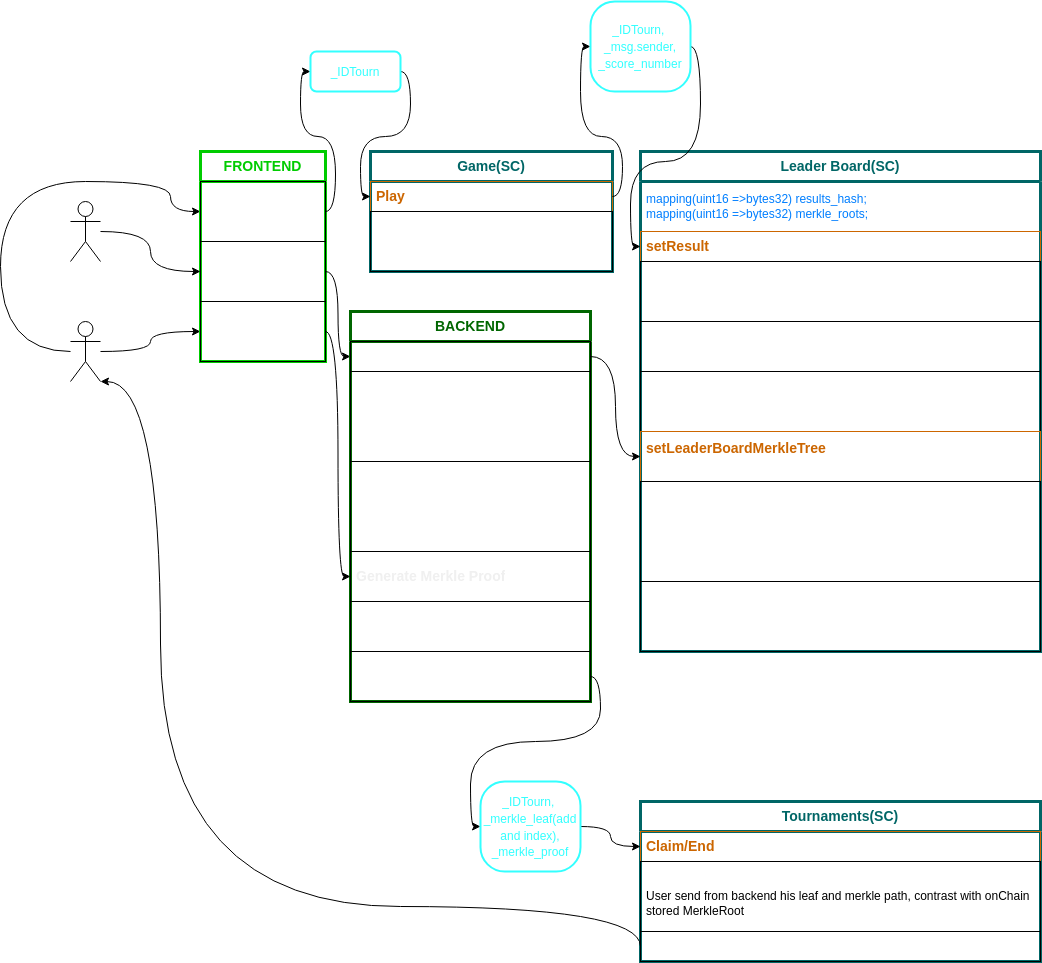 _IDTourn,
_msg.sender,
_score_number
_IDTourn
FRONTEND
Game(SC)
Leader Board(SC)
Play
mapping(uint16 =>bytes32) results_hash;
mapping(uint16 =>bytes32) merkle_roots;
setResult
BACKEND
setLeaderBoardMerkleTree
Generate Merkle Proof
_IDTourn,
_merkle_leaf(add
and index),
_merkle_proof
Tournaments(SC)
Claim/End
User send from backend his leaf and merkle path, contrast with onChain
stored MerkleRoot